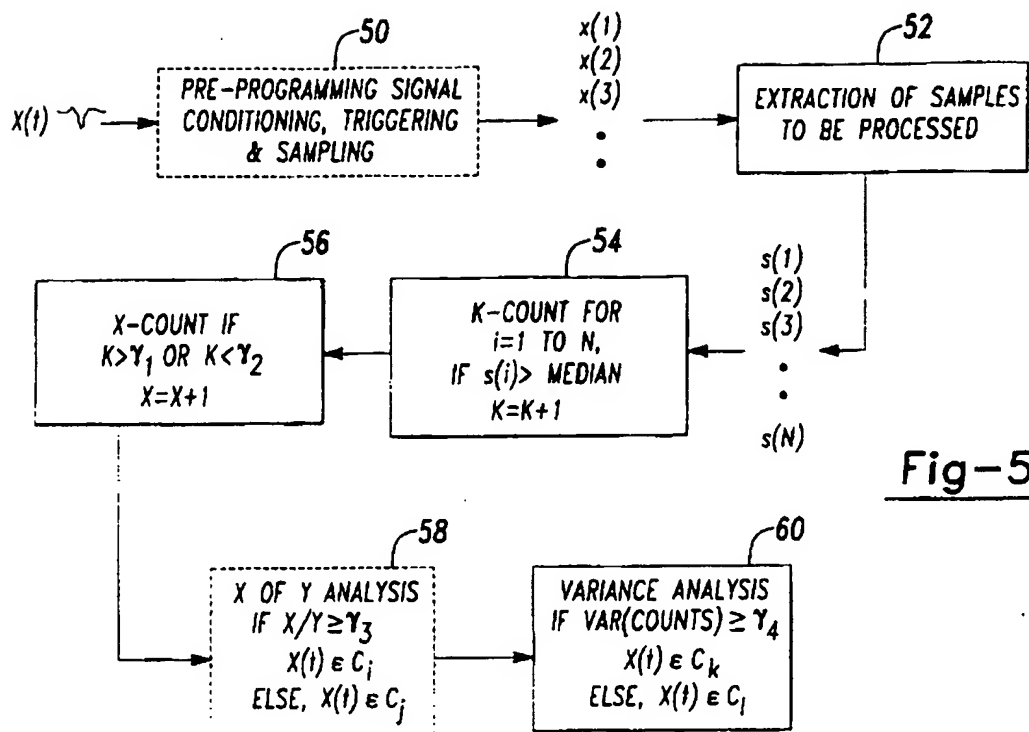 50
X(t)
PRE-PROGRAMMING SIGNAL
CONDITIONING, TRIGGERING
& SAMPLING
x(1)
x(2)
x(3)
52
EXTRACTION OF SAMPLES
TO BE PROCESSED
56
X-COUNT IF
K>γ1 OR K<γ2
X=X+1
54
K-COUNT FOR
i=1 TO N,
IF s(i)> MEDIAN
K=K+1
s(1)
s(2)
s(3)
s(N)
Fig-5
58
X OF Y ANALYSIS
IF X/Y≥γ3
X(t) ε Ci
ELSE, X(t) ε Cj
60
VARIANCE ANALYSIS
IF VAR(COUNTS)≥γ4
X(t) ε Ck
ELSE, X(t) ε Cl